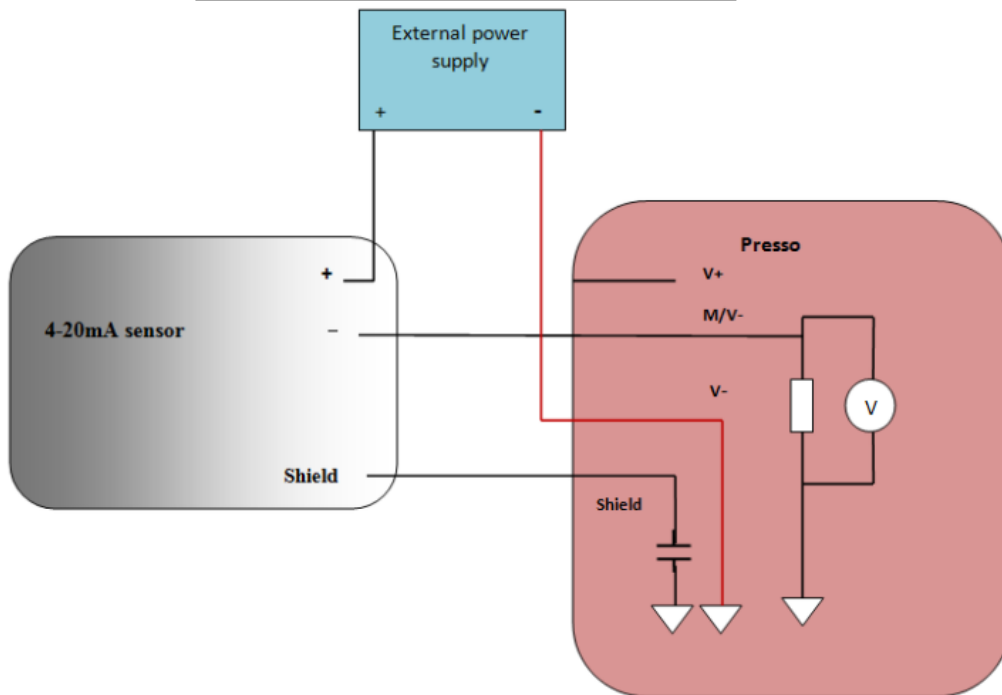 External power
supply
+ -
Presso
+
V+
M/V-
4-20mA sensor
–
V-
V
Shield
Shield